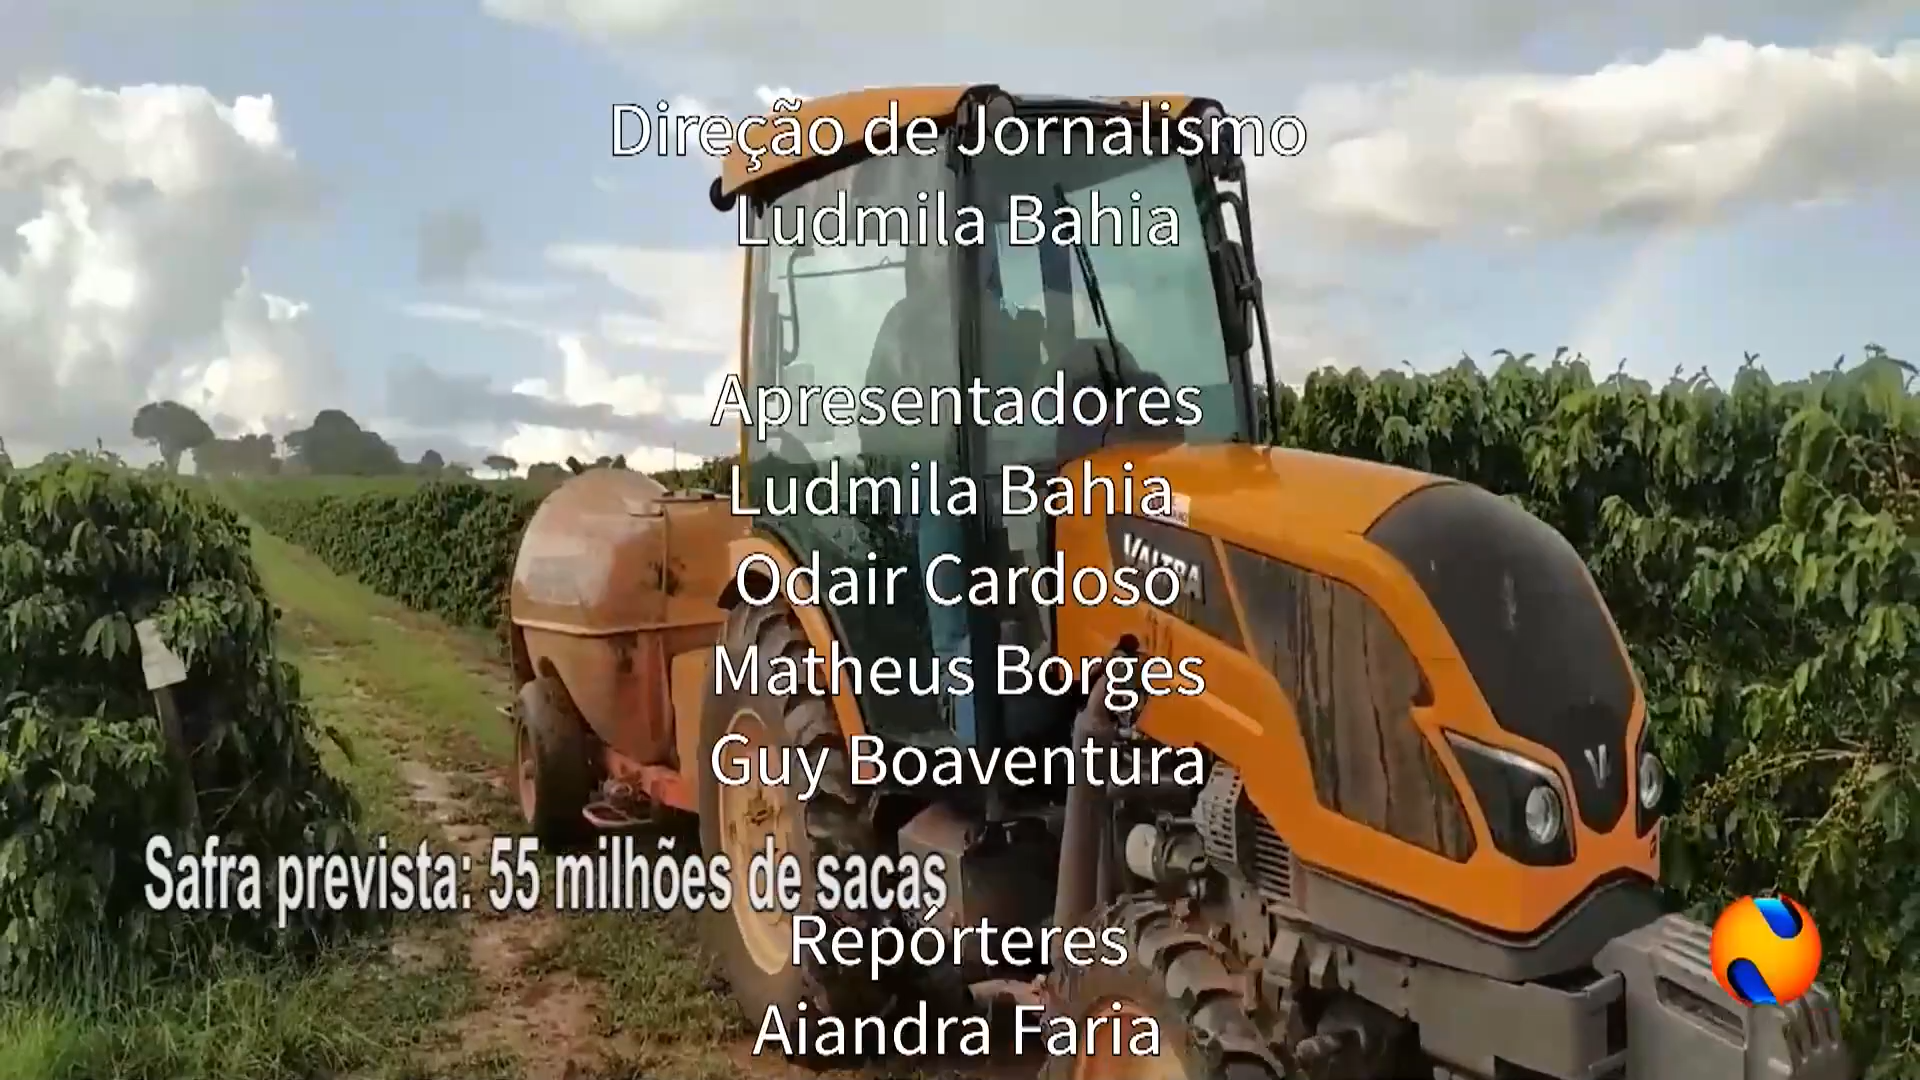 Direção de Jornalismo
Ludmila Bahia
Apresentadores
Ludmila Bahia
Odair Cardoso
Matheus Borges
Guy Boaventura
VALTRA
Safra prevista: 55 milhões de sacas
Repórteres
Aiandra Faria